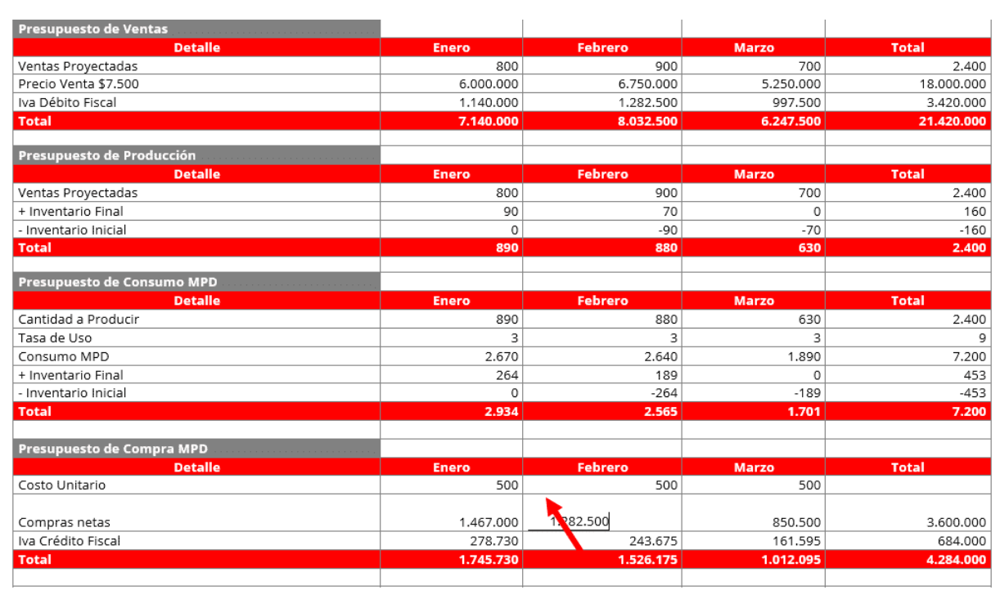 Presupuesto de Ventas
Detalle Enero Febrero Marzo Total
Ventas Proyectadas 800 900 700 2.400
Precio Venta $7.500 6.000.000 6.750.000 5.250.000 18.000.000
Iva Débito Fiscal 1.140.000 1.282.500 997.500 3.420.000
Total 7.140.000 8.032.500 6.247.500 21.420.000
Presupuesto de Producción
Detalle Enero Febrero Marzo Total
Ventas Proyectadas 800 900 700 2.400
+ Inventario Final 90 70 0 160
- Inventario Inicial 0 -90 -70 -160
Total 890 880 630 2.400
Presupuesto de Consumo MPD
Detalle Enero Febrero Marzo Total
Cantidad a Producir 890 880 630 2.400
Tasa de Uso 3 3 3 9
Consumo MPD 2.670 2.640 1.890 7.200
+ Inventario Final 264 189 0 453
- Inventario Inicial 0 -264 -189 -453
Total 2.934 2.565 1.701 7.200
Presupuesto de Compra MPD
Detalle Enero Febrero Marzo Total
Costo Unitario 500 500 500
Compras netas 1.467.000 1.282.500 850.500 3.600.000
Iva Crédito Fiscal 278.730 243.675 161.595 684.000
Total 1.745.730 1.526.175 1.012.095 4.284.000